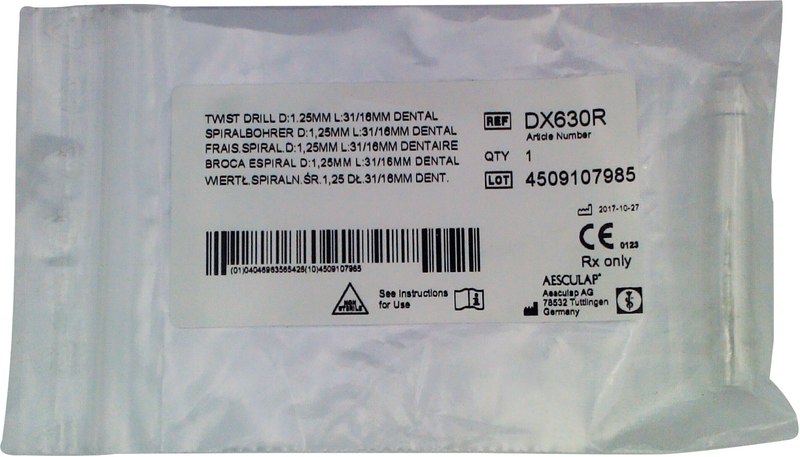 TWIST DRILL D:1.25MM L:31/16MM DENTAL
SPIRALBOHRER D:1,25MM L:31/16MM DENTAL
FRAIS.SPIRAL.D:1,25MM L:31/16MM DENTAIRE
BROCA ESPIRAL D:1,25MM L:31/16MM DENTAL
WIERTŁ.SPIRALN.ŚR.1,25 DŁ.31/16MM DENT.
REF DX630R
Article Number
QTY 1
LOT 4509107985
2017-10-27
CE 0123
Rx only
(01)04046963565425(10)4509107985
NON STERILE
See Instructions
for Use
AESCULAP®
Aesculap AG
78532 Tuttlingen
Germany